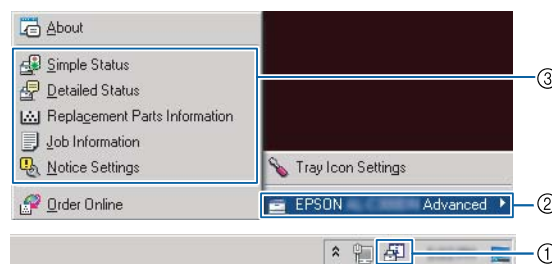 About
Simple Status
Detailed Status
Replacement Parts Information
Job Information
Notice Settings
Order Online
Tray Icon Settings
EPSON Advanced
③
②
①